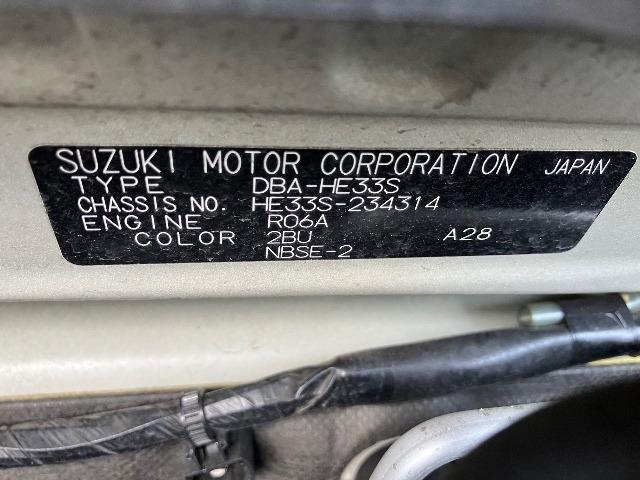 SUZUKI MOTOR CORPORATION JAPAN
TYPE DBA-HE33S
CHASSIS NO. HE33S-234314
ENGINE R06A
COLOR 2BU A28
NBSE-2